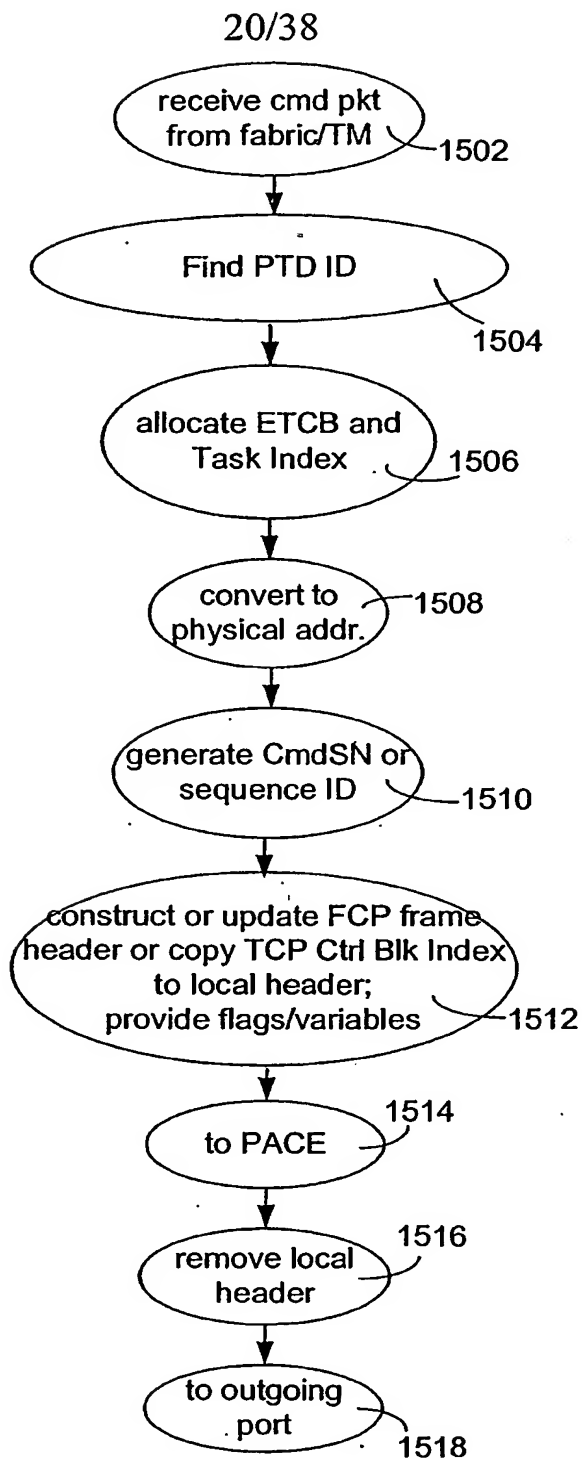 20/38
receive cmd pkt
from fabric/TM
1502
Find PTD ID
1504
allocate ETCB and
Task Index
1506
convert to
physical addr.
1508
generate CmdSN or
sequence ID
1510
construct or update FCP frame
header or copy TCP Ctrl Blk Index
to local header;
provide flags/variables
1512
to PACE
1514
remove local
header
1516
to outgoing
port
1518